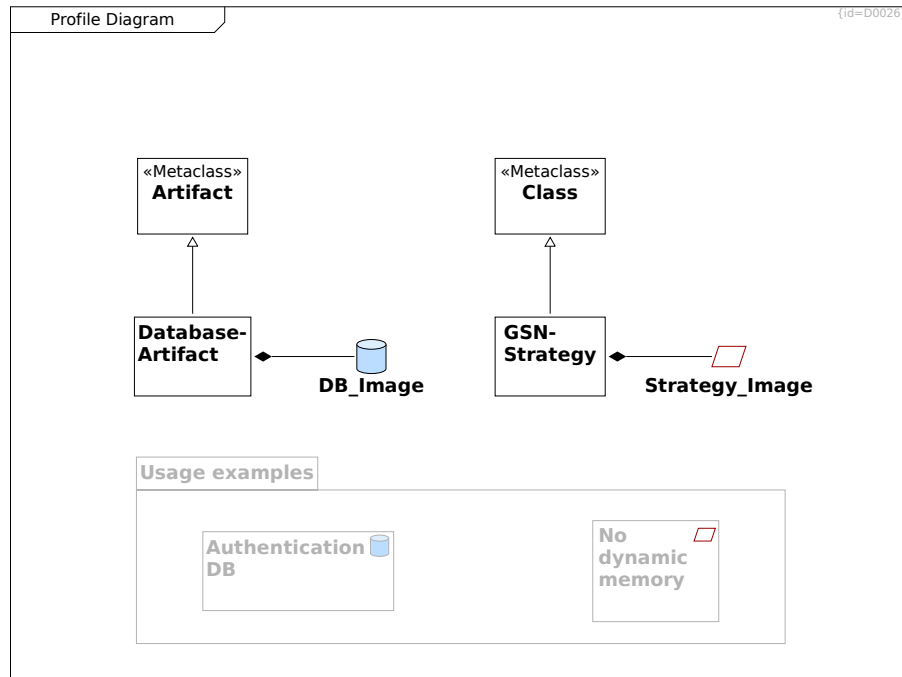 Profile Diagram
{id=D0026
«Metaclass»
Artifact
«Metaclass»
Class
Database-
Artifact
DB_Image
GSN-
Strategy
Strategy_Image
Usage examples
Authentication
DB
No
dynamic
memory